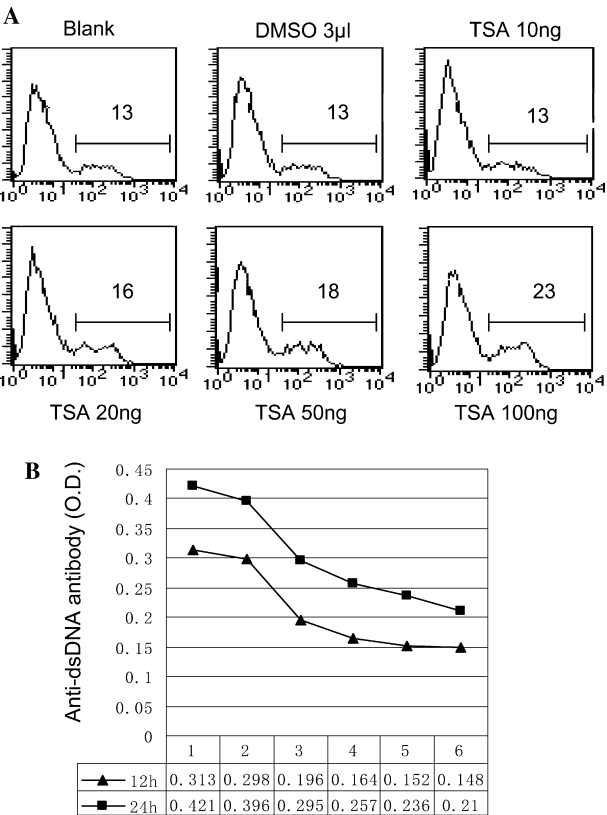 A
Blank DMSO 3µl TSA 10ng
13 13 13
10⁰ 10¹ 10² 10³ 10⁴ 10⁰ 10¹ 10² 10³ 10⁴ 10⁰ 10¹ 10² 10³ 10⁴
16 18 23
10⁰ 10¹ 10² 10³ 10⁴ 10⁰ 10¹ 10² 10³ 10⁴ 10⁰ 10¹ 10² 10³ 10⁴
TSA 20ng TSA 50ng TSA 100ng
B
Anti-dsDNA antibody (O.D.)
0.45
0.4
0.35
0.3
0.25
0.2
0.15
0.1
0.05
0
1 2 3 4 5 6
12h 0.313 0.298 0.196 0.164 0.152 0.148
24h 0.421 0.396 0.295 0.257 0.236 0.21